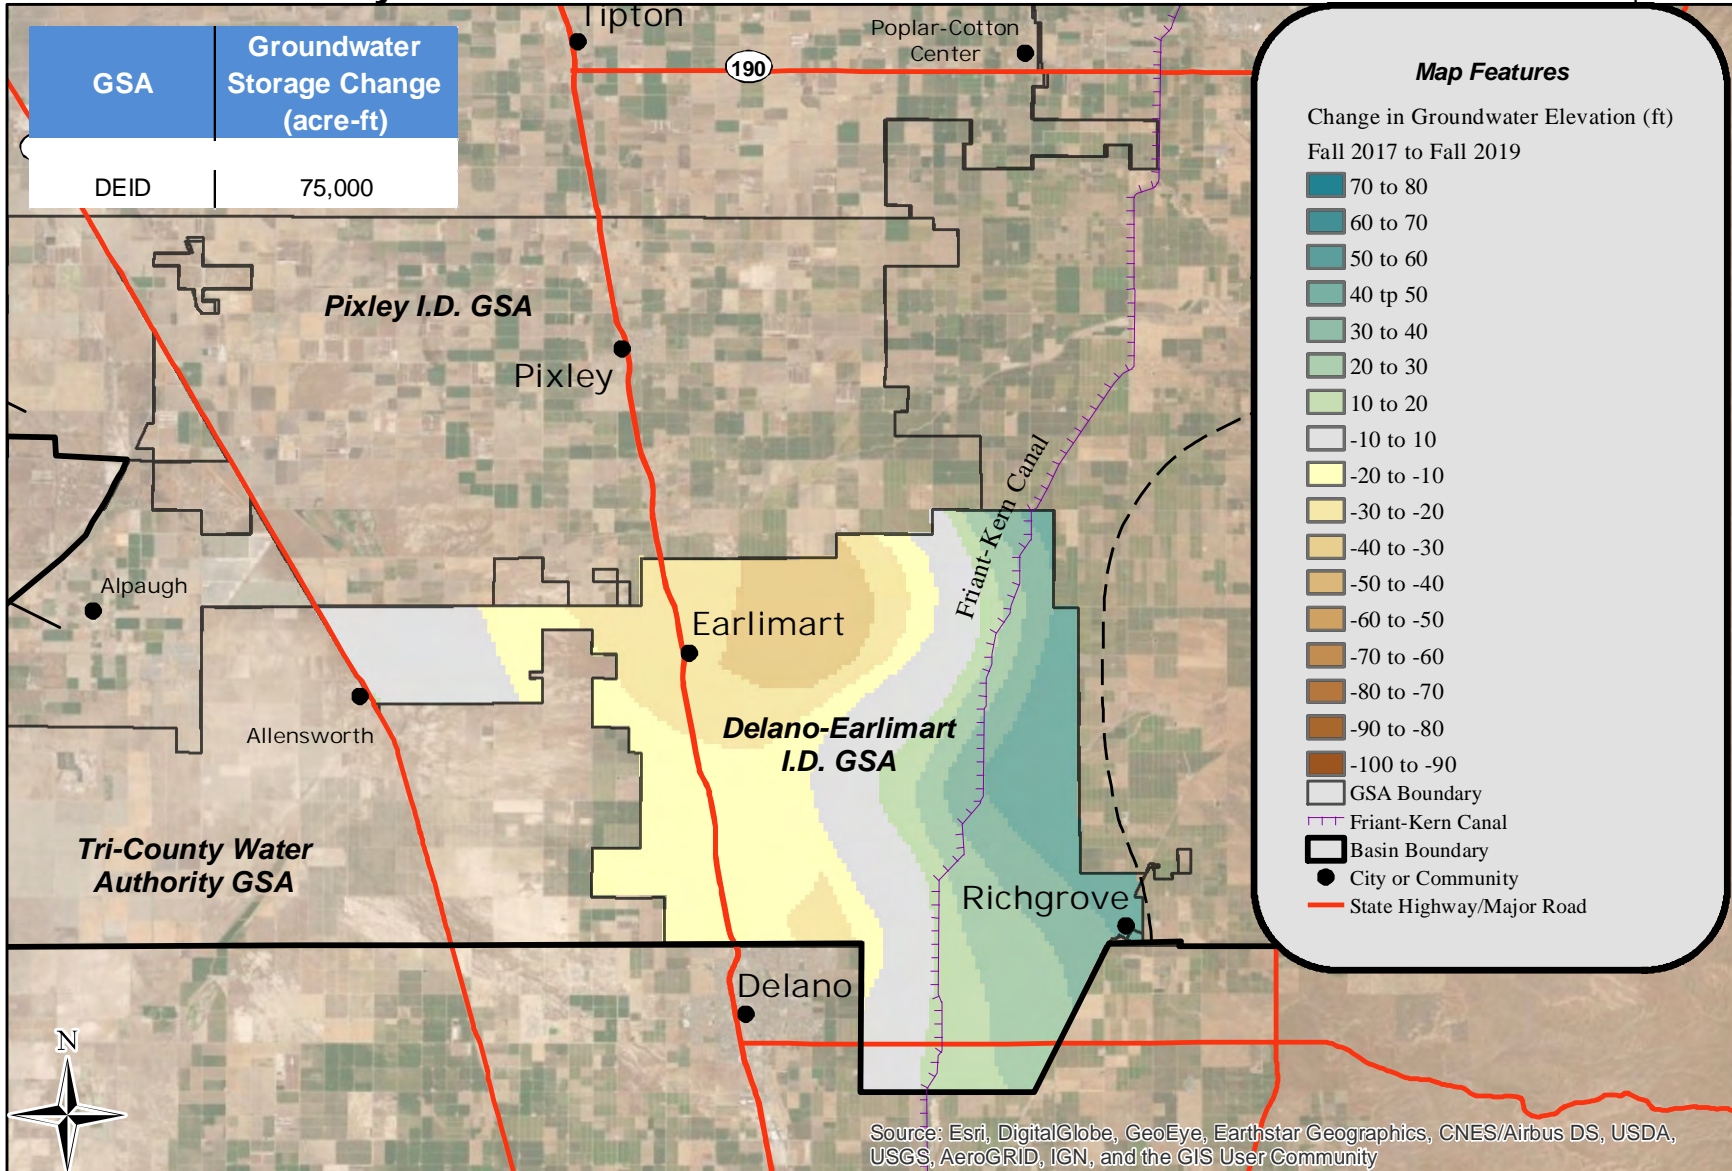 GSA
Groundwater
Storage Change
(acre-ft)
DEID
75,000
Tipton
Poplar-Cotton
Center
190
Pixley I.D. GSA
Pixley
Friant-Kern Canal
Alpaugh
Earlimart
Allensworth
Delano-Earlimart
I.D. GSA
Tri-County Water
Authority GSA
Richgrove
Delano
N
Map Features
Change in Groundwater Elevation (ft)
Fall 2017 to Fall 2019
70 to 80
60 to 70
50 to 60
40 tp 50
30 to 40
20 to 30
10 to 20
-10 to 10
-20 to -10
-30 to -20
-40 to -30
-50 to -40
-60 to -50
-70 to -60
-80 to -70
-90 to -80
-100 to -90
GSA Boundary
Friant-Kern Canal
Basin Boundary
City or Community
State Highway/Major Road
Source: Esri, DigitalGlobe, GeoEye, Earthstar Geographics, CNES/Airbus DS, USDA,
USGS, AeroGRID, IGN, and the GIS User Community